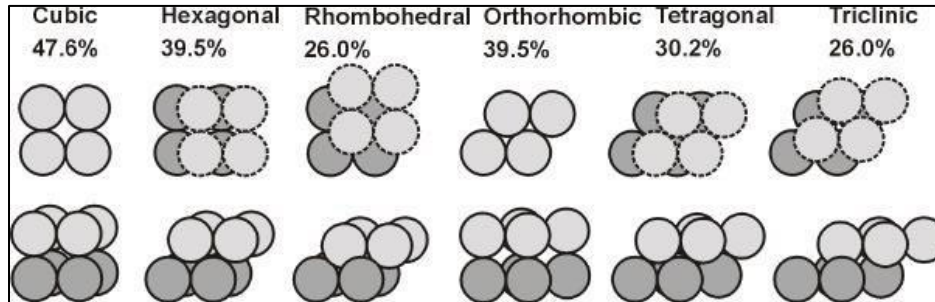 Cubic Hexagonal Rhombohedral Orthorhombic Tetragonal Triclinic
47.6% 39.5% 26.0% 39.5% 30.2% 26.0%